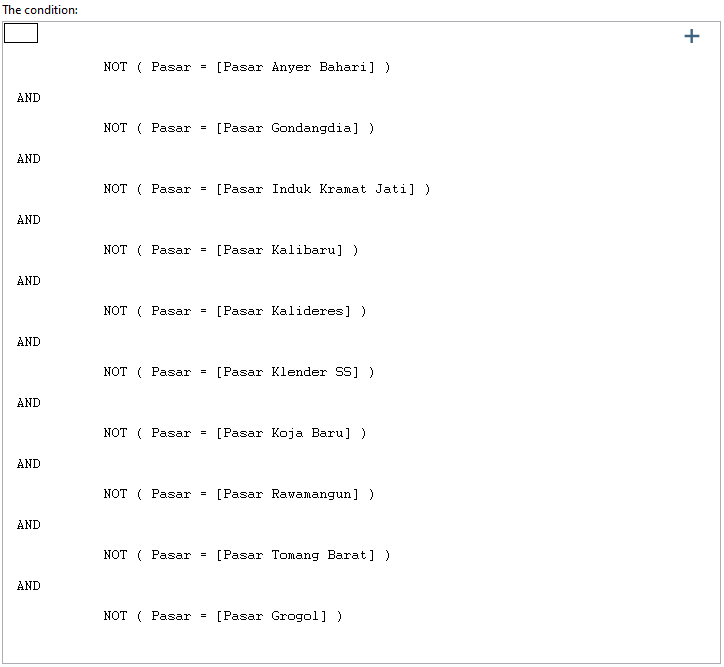 The condition:
NOT ( Pasar = [Pasar Anyer Bahari] )
AND
NOT ( Pasar = [Pasar Gondangdia] )
AND
NOT ( Pasar = [Pasar Induk Kramat Jati] )
AND
NOT ( Pasar = [Pasar Kalibaru] )
AND
NOT ( Pasar = [Pasar Kalideres] )
AND
NOT ( Pasar = [Pasar Klender SS] )
AND
NOT ( Pasar = [Pasar Koja Baru] )
AND
NOT ( Pasar = [Pasar Rawamangun] )
AND
NOT ( Pasar = [Pasar Tomang Barat] )
AND
NOT ( Pasar = [Pasar Grogol] )